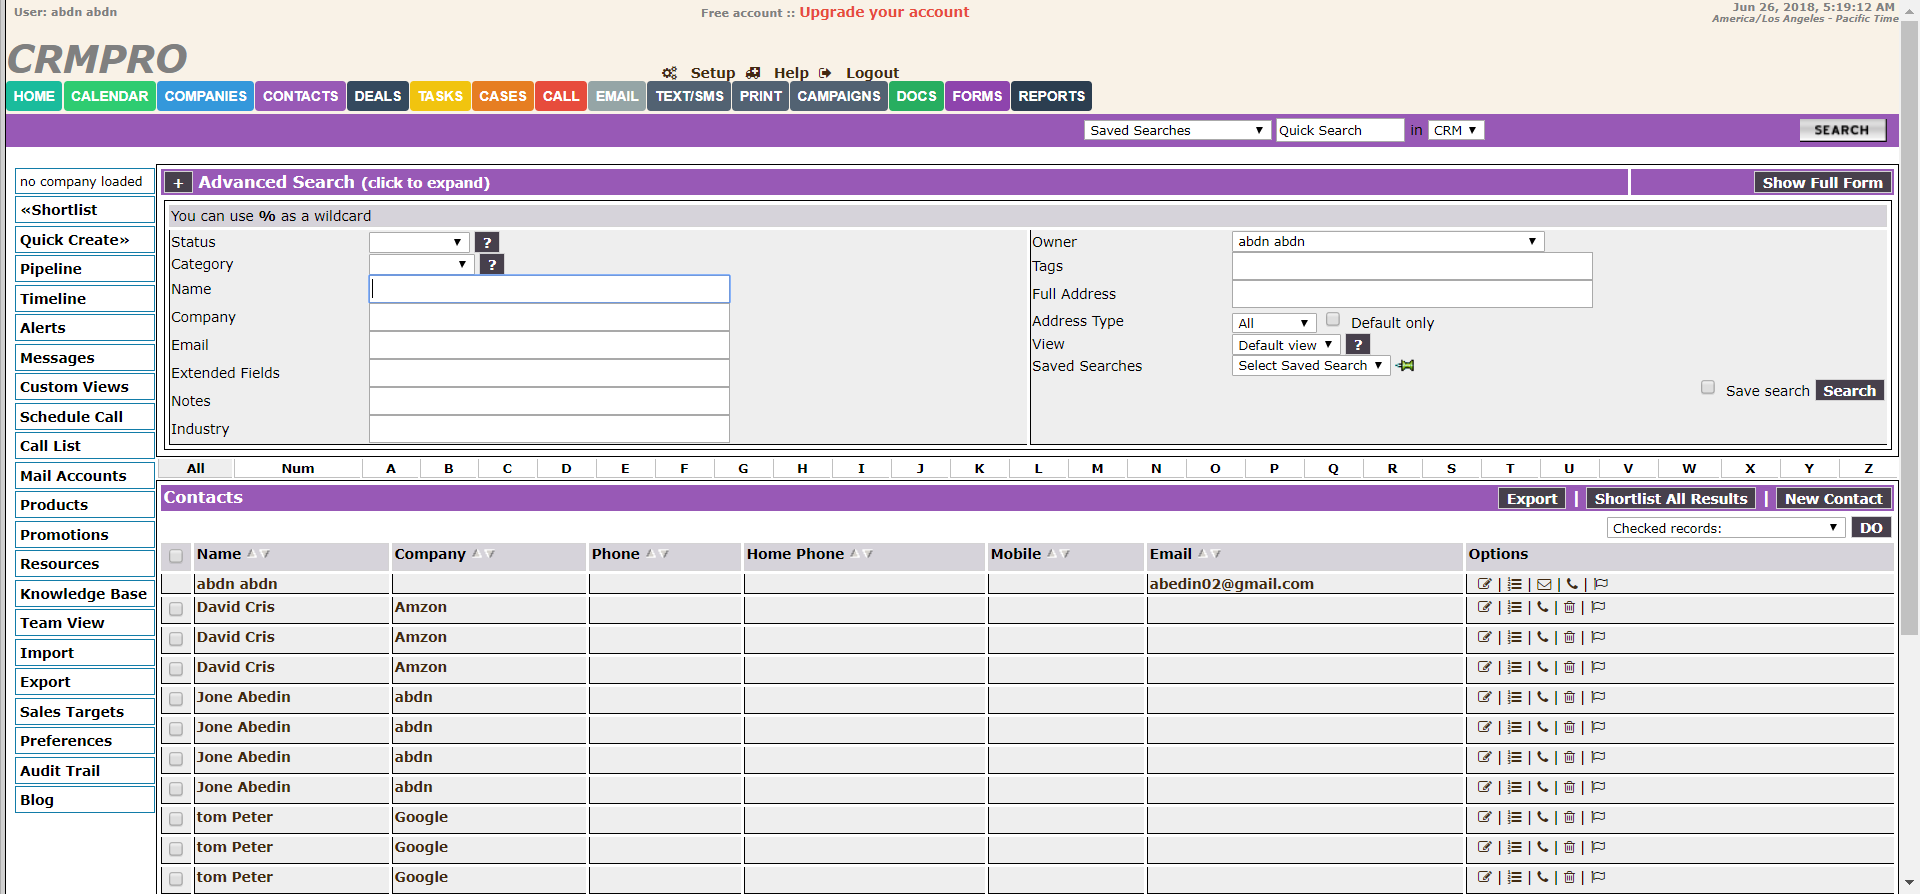 User: abdn abdn
Free account :: Upgrade your account
Jun 26, 2018, 5:19:12 AM
America/Los Angeles - Pacific Time
CRMPRO
Setup Help Logout
HOME CALENDAR COMPANIES CONTACTS DEALS TASKS CASES CALL EMAIL TEXT/SMS PRINT CAMPAIGNS DOCS FORMS REPORTS
Saved Searches Quick Search in CRM SEARCH
no company loaded
«Shortlist
Quick Create»
Pipeline
Timeline
Alerts
Messages
Custom Views
Schedule Call
Call List
Mail Accounts
Products
Promotions
Resources
Knowledge Base
Team View
Import
Export
Sales Targets
Preferences
Audit Trail
Blog
+ Advanced Search (click to expand) Show Full Form
You can use % as a wildcard
Status ?
Category ?
Name
Company
Email
Extended Fields
Notes
Industry
Owner abdn abdn
Tags
Full Address
Address Type All Default only
View Default view ?
Saved Searches Select Saved Search
Save search Search
All Num A B C D E F G H I J K L M N O P Q R S T U V W X Y Z
Contacts Export | Shortlist All Results | New Contact
Checked records: DO
Name Company Phone Home Phone Mobile Email Options
abdn abdn abedin02@gmail.com | | | |
David Cris Amzon | | | |
David Cris Amzon | | | |
David Cris Amzon | | | |
Jone Abedin abdn | | | |
Jone Abedin abdn | | | |
Jone Abedin abdn | | | |
Jone Abedin abdn | | | |
tom Peter Google | | | |
tom Peter Google | | | |
tom Peter Google | | | |